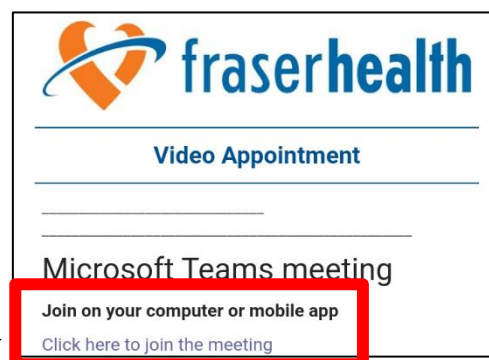 fraserhealth
Video Appointment
Microsoft Teams meeting
Join on your computer or mobile app
Click here to join the meeting